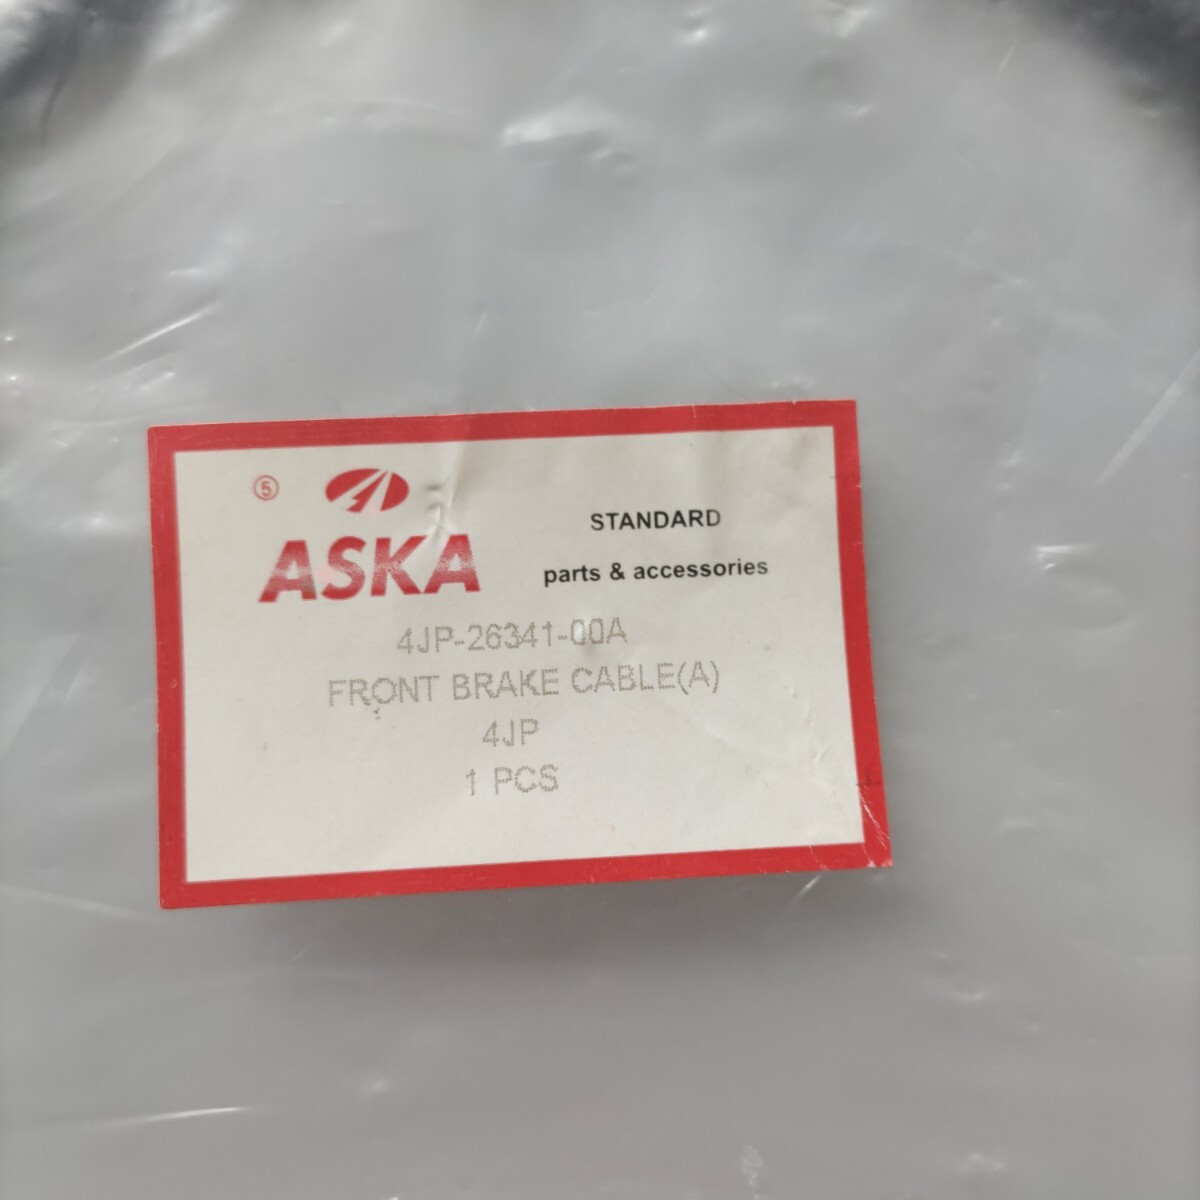 ⑤
ASKA
STANDARD
parts & accessories
4JP-26341-00A
FRONT BRAKE CABLE(A)
4JP
1 PCS